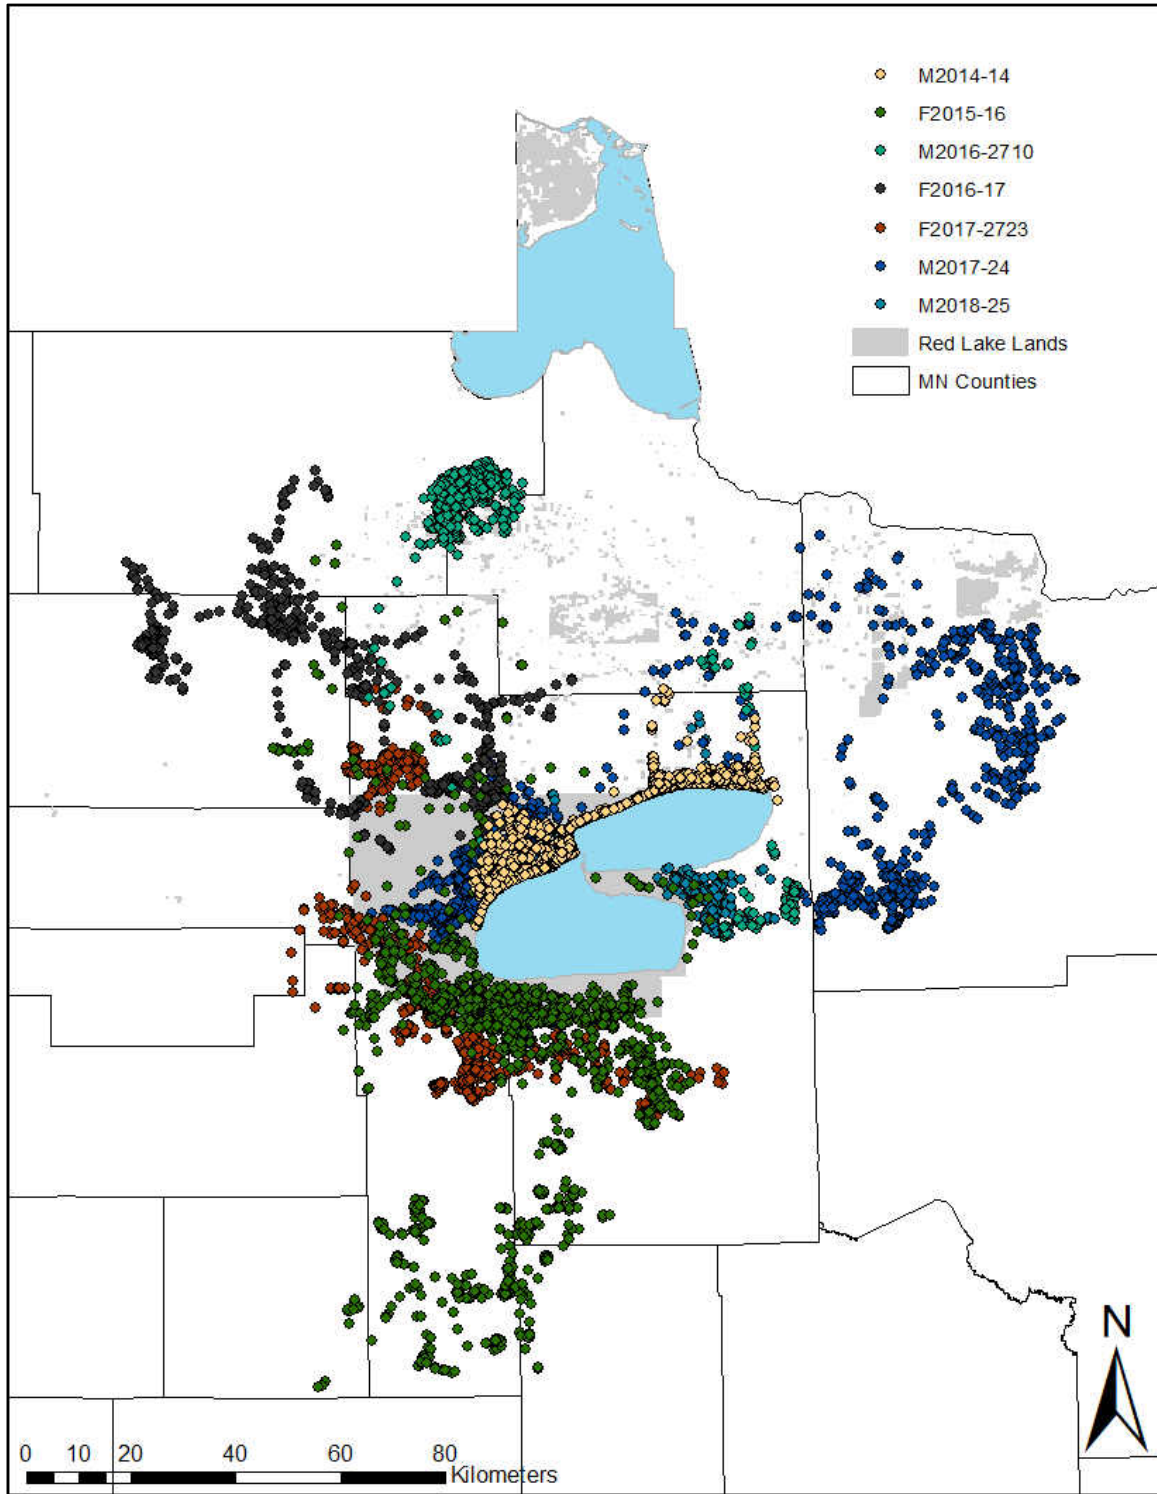 M2014-14
F2015-16
M2016-2710
F2016-17
F2017-2723
M2017-24
M2018-25
Red Lake Lands
MN Counties
N
0 10 20 40 60 80
Kilometers